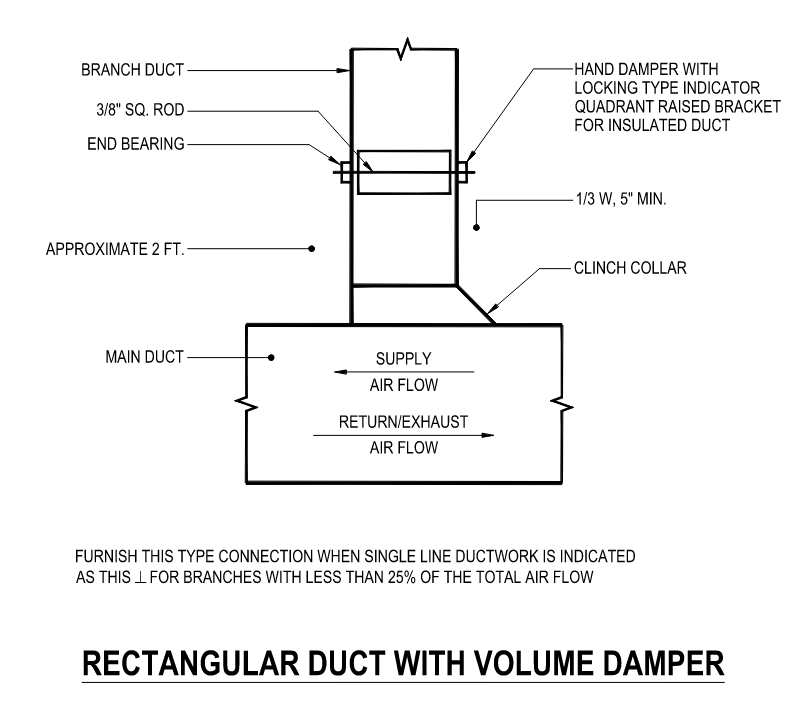 BRANCH DUCT
3/8" SQ. ROD
END BEARING
HAND DAMPER WITH
LOCKING TYPE INDICATOR
QUADRANT RAISED BRACKET
FOR INSULATED DUCT
1/3 W, 5" MIN.
APPROXIMATE 2 FT.
CLINCH COLLAR
MAIN DUCT
SUPPLY
AIR FLOW
RETURN/EXHAUST
AIR FLOW
FURNISH THIS TYPE CONNECTION WHEN SINGLE LINE DUCTWORK IS INDICATED
AS THIS ⊥ FOR BRANCHES WITH LESS THAN 25% OF THE TOTAL AIR FLOW
RECTANGULAR DUCT WITH VOLUME DAMPER